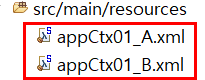 src/main/resources
appCtx01_A.xml
appCtx01_B.xml